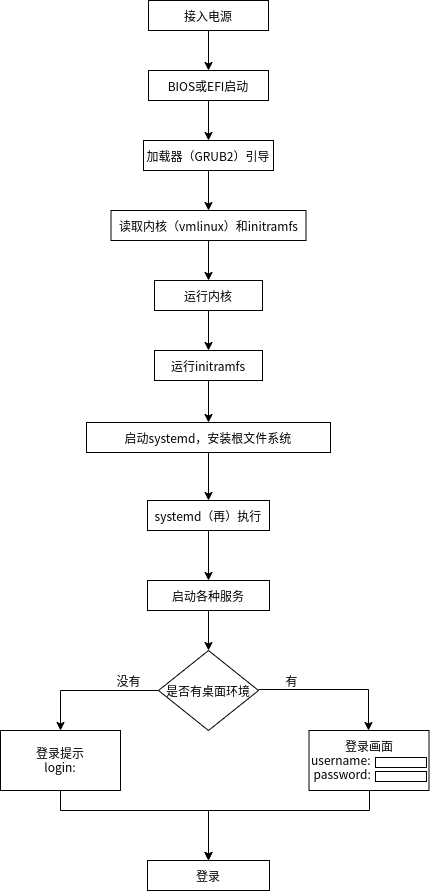 接入电源
BIOS或EFI启动
加载器（GRUB2）引导
读取内核（vmlinux）和initramfs
运行内核
运行initramfs
启动systemd，安装根文件系统
systemd（再）执行
启动各种服务
是否有桌面环境
没有
有
登录提示
login:
登录画面
username:
password:
登录